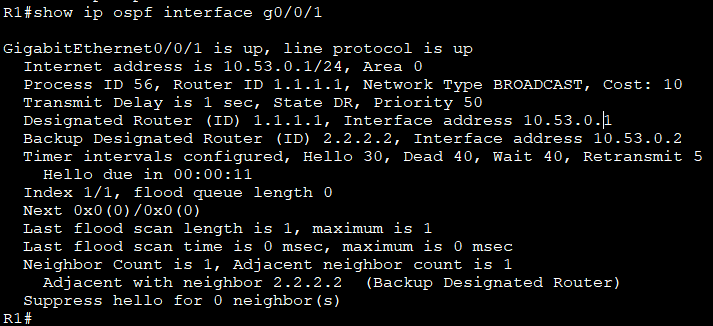 R1#show ip ospf interface g0/0/1
GigabitEthernet0/0/1 is up, line protocol is up
Internet address is 10.53.0.1/24, Area 0
Process ID 56, Router ID 1.1.1.1, Network Type BROADCAST, Cost: 10
Transmit Delay is 1 sec, State DR, Priority 50
Designated Router (ID) 1.1.1.1, Interface address 10.53.0.1
Backup Designated Router (ID) 2.2.2.2, Interface address 10.53.0.2
Timer intervals configured, Hello 30, Dead 40, Wait 40, Retransmit 5
Hello due in 00:00:11
Index 1/1, flood queue length 0
Next 0x0(0)/0x0(0)
Last flood scan length is 1, maximum is 1
Last flood scan time is 0 msec, maximum is 0 msec
Neighbor Count is 1, Adjacent neighbor count is 1
Adjacent with neighbor 2.2.2.2  (Backup Designated Router)
Suppress hello for 0 neighbor(s)
R1#